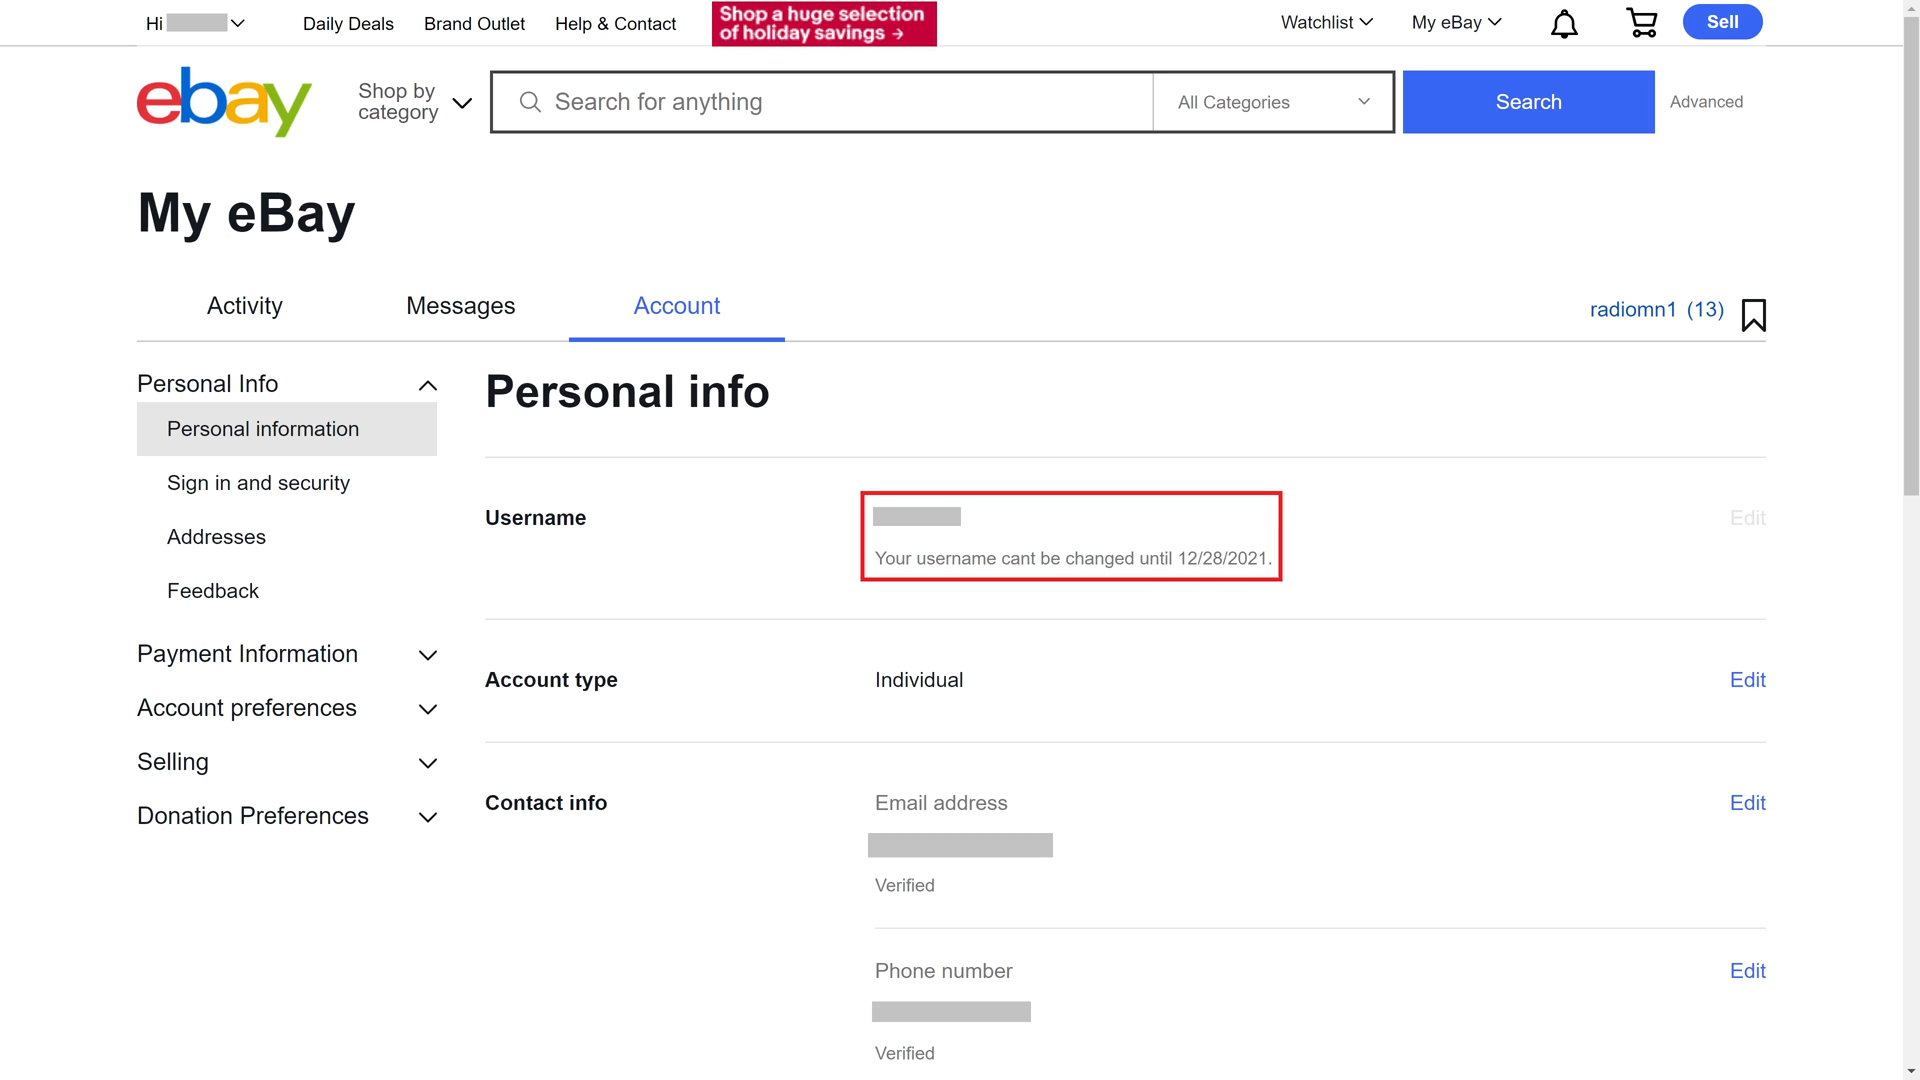 Hi
Daily Deals
Brand Outlet
Help & Contact
Shop a huge selection
of holiday savings →
Watchlist
My eBay
Sell
ebay
Shop by
category
Search for anything
All Categories
Search
Advanced
My eBay
Activity
Messages
Account
radiomn1 (13)
Personal Info
Personal information
Sign in and security
Addresses
Feedback
Payment Information
Account preferences
Selling
Donation Preferences
Personal info
Username
Edit
Your username cant be changed until 12/28/2021.
Account type
Individual
Edit
Contact info
Email address
Edit
Verified
Phone number
Edit
Verified